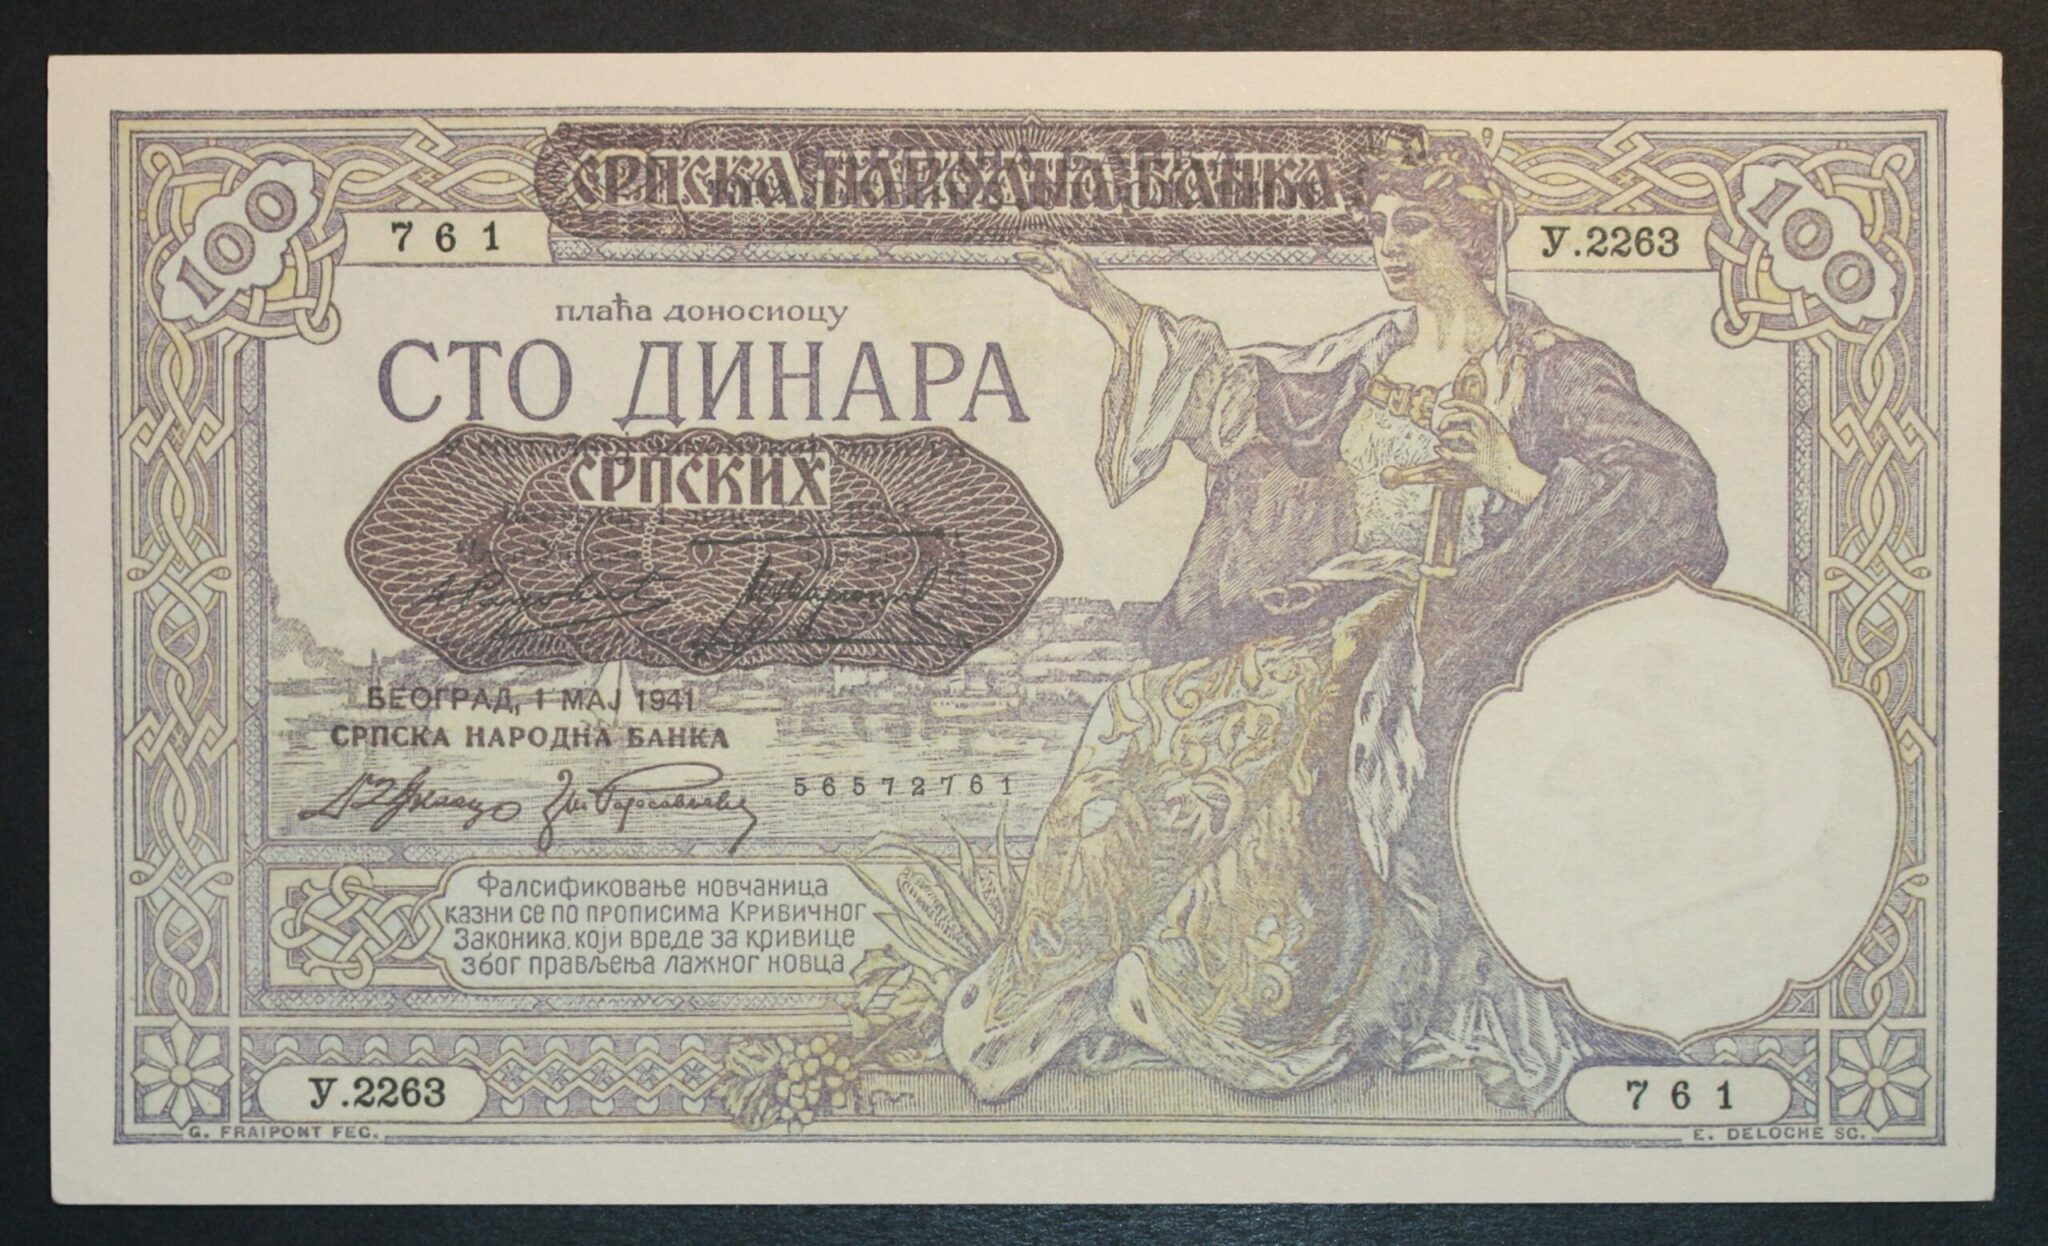 СРПСКА НАРОДНА БАНКА
100
100
761
У.2263
плаћа доносиоцу
СТО ДИНАРА
СРПСКИХ
БЕОГРАД, 1 МАЈ 1941
СРПСКА НАРОДНА БАНКА
56572761
Фалсификовање новчаница
казни се по прописима Кривичног
Законика, који вреде за кривице
због прављења лажног новца
У.2263
761
G. FRAIPONT FEC.
E. DELOCHE SC.